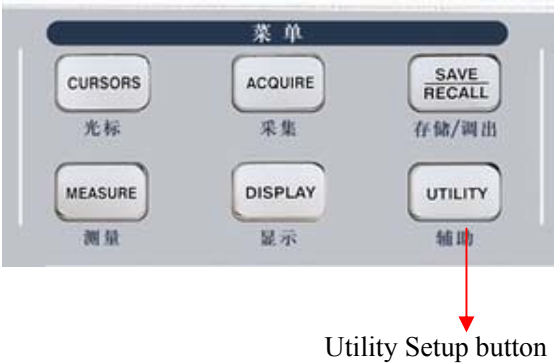 菜单
CURSORS ACQUIRE SAVE
RECALL
光标 采集 存储/调出
MEASURE DISPLAY UTILITY
测量 显示 辅助
Utility Setup button